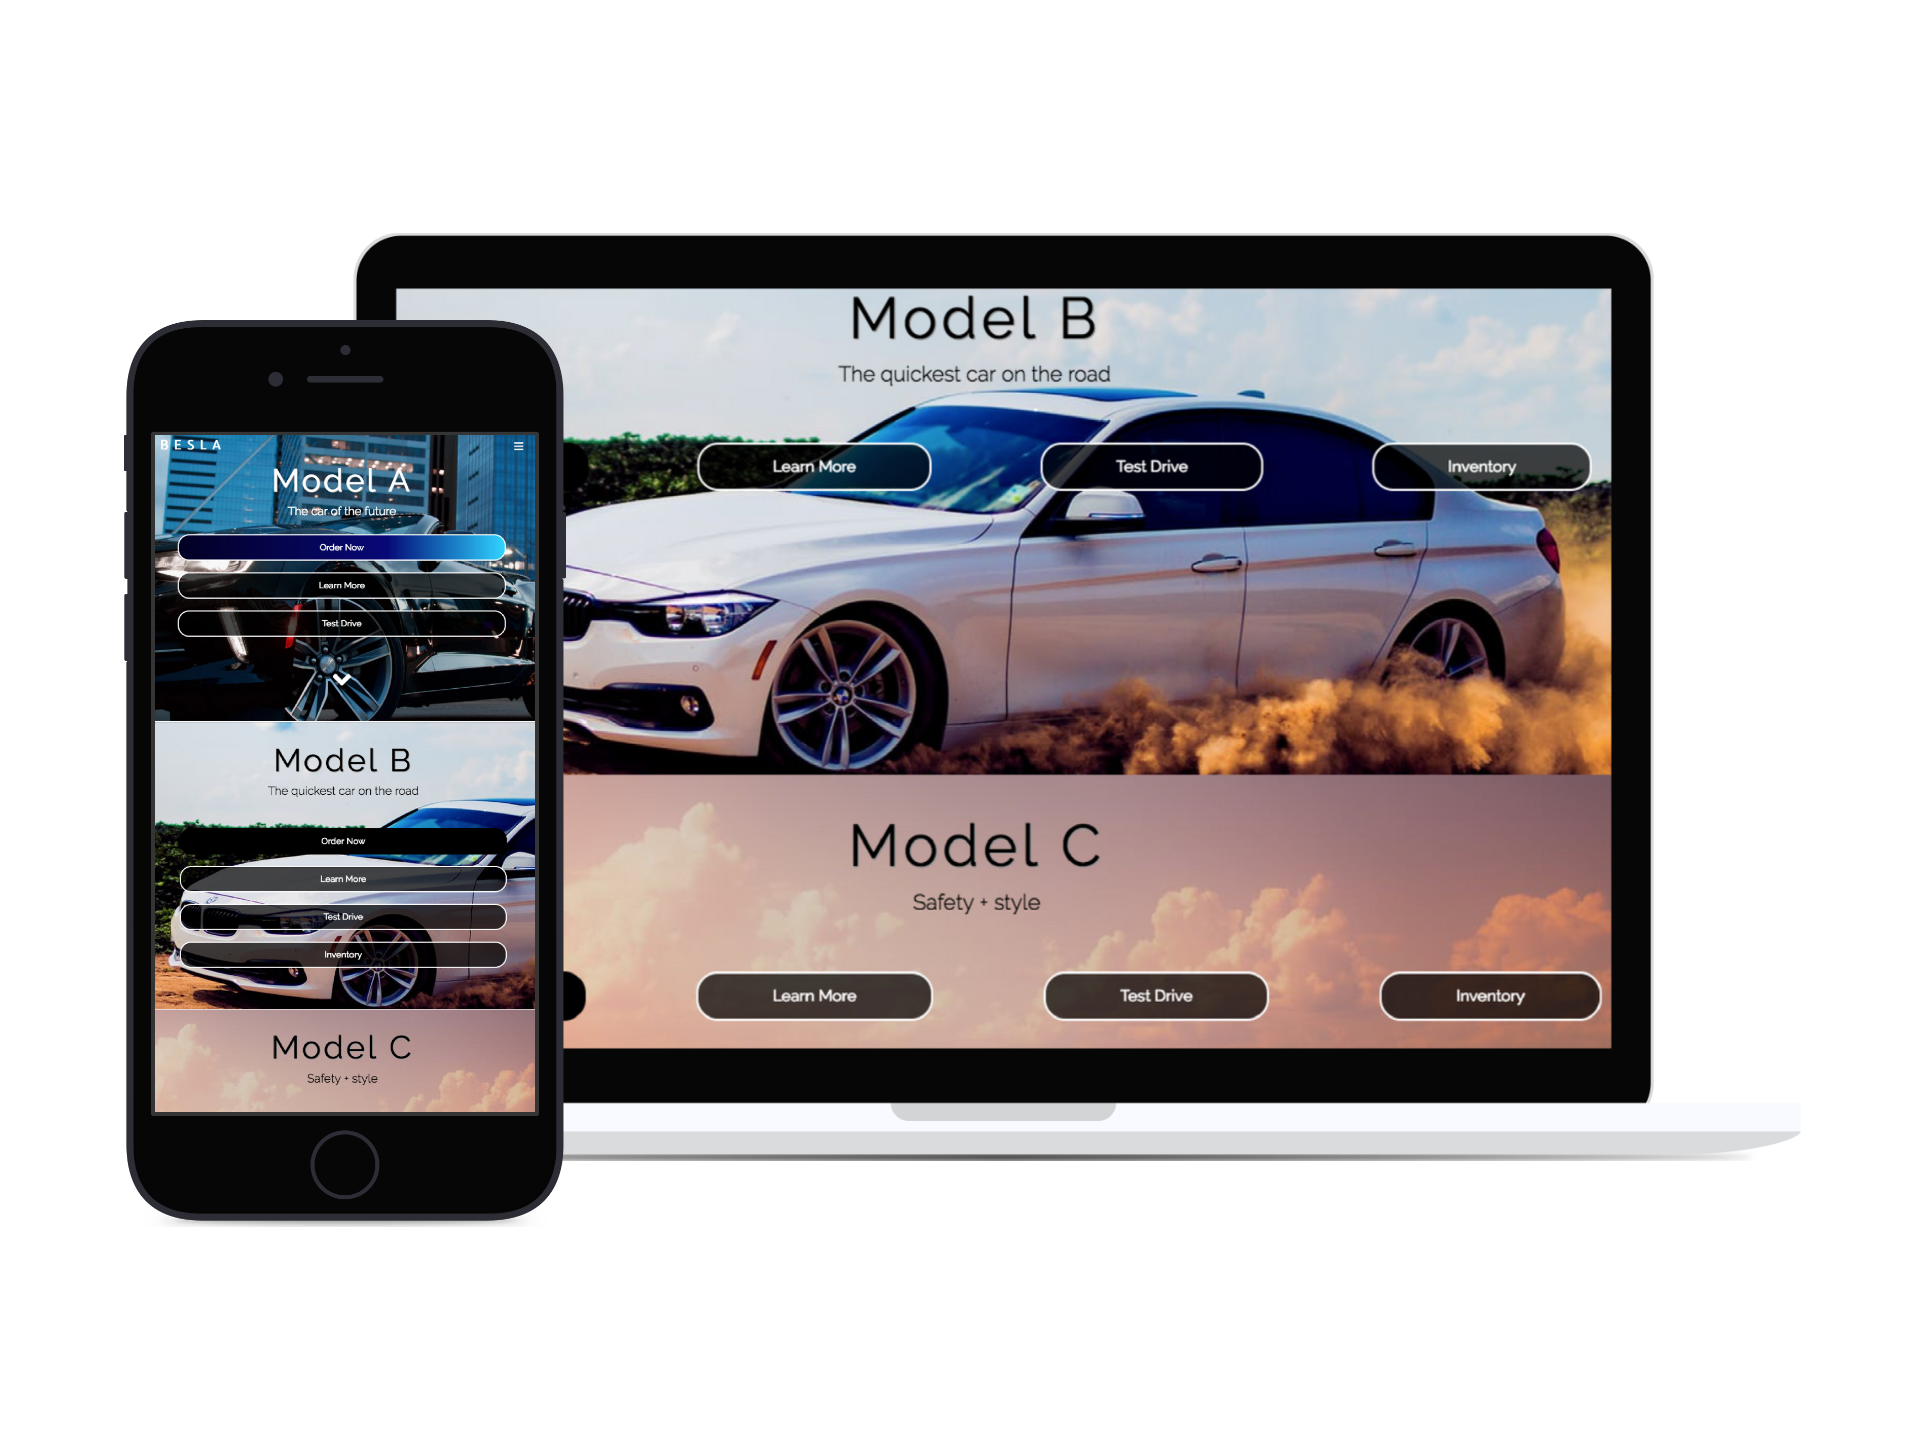 BESLA
Model A
The car of the future
Order Now
Learn More
Test Drive
Model B
The quickest car on the road
Order Now
Learn More
Test Drive
Inventory
Model C
Safety + style
Model B
The quickest car on the road
Learn More Test Drive Inventory
Model C
Safety + style
Learn More Test Drive Inventory